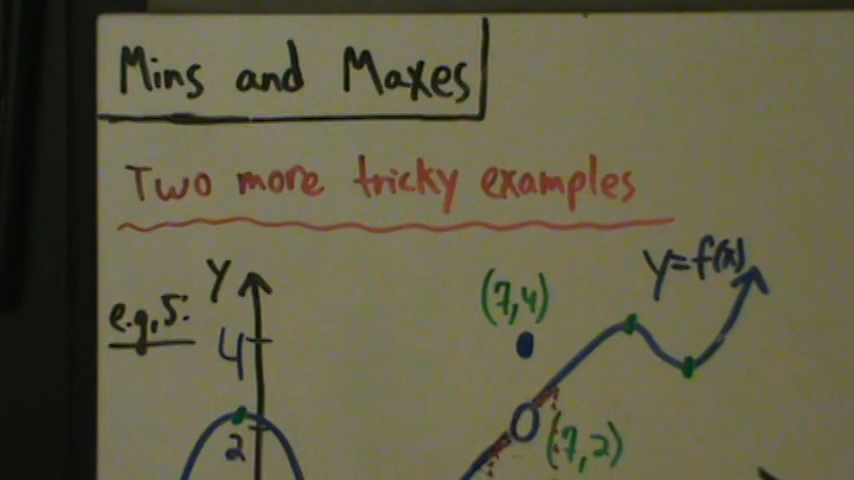 Mins and Maxes
Two more tricky examples
e.g, 5:
Y
4
2
(7,4)
(7,2)
y=f(x)